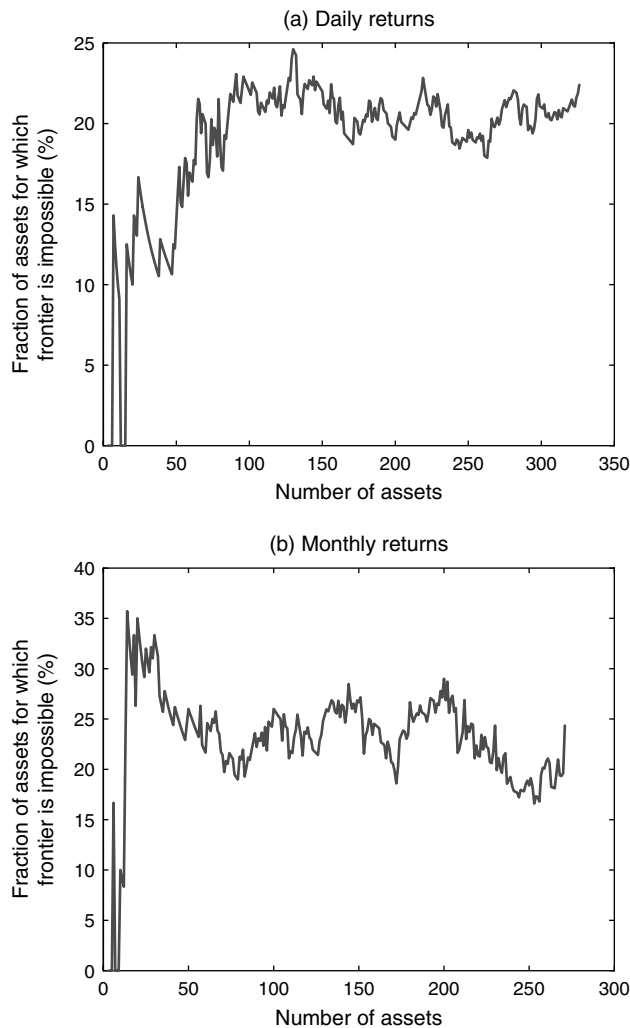 (a) Daily returns
Fraction of assets for which
frontier is impossible (%)
25
20
15
10
5
0
0 50 100 150 200 250 300 350
Number of assets
(b) Monthly returns
Fraction of assets for which
frontier is impossible (%)
40
35
30
25
20
15
10
5
0
0 50 100 150 200 250 300
Number of assets